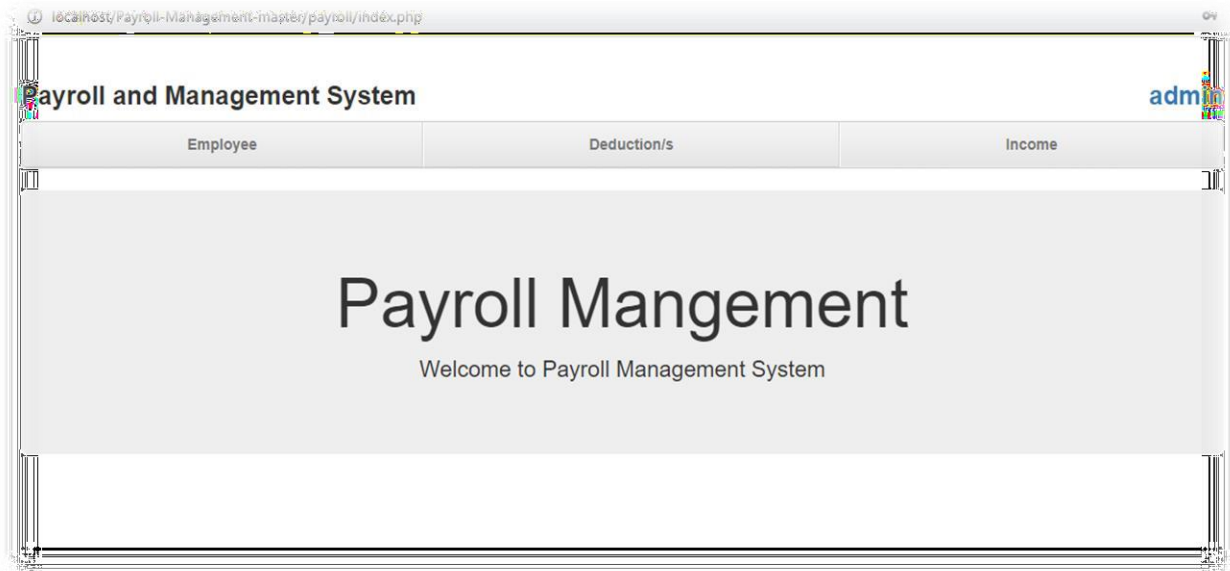 localhost/Payroll-Management-master/payroll/index.php
Payroll and Management System
admin
Employee
Deduction/s
Income
Payroll Mangement
Welcome to Payroll Management System